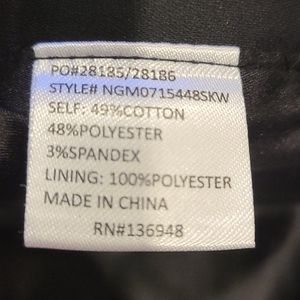 PO#28185/28186
STYLE# NGM0715448SKW
SELF: 49%COTTON
48%POLYESTER
3%SPANDEX
LINING: 100%POLYESTER
MADE IN CHINA
RN#136948